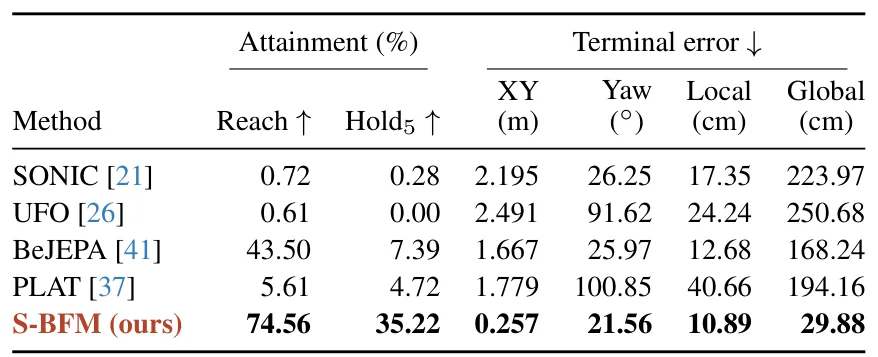 Attainment (%) Terminal error ↓
XY Yaw Local Global
Method Reach ↑ Hold₅ ↑ (m) (°) (cm) (cm)
SONIC [21] 0.72 0.28 2.195 26.25 17.35 223.97
UFO [26] 0.61 0.00 2.491 91.62 24.24 250.68
BeJEPA [41] 43.50 7.39 1.667 25.97 12.68 168.24
PLAT [37] 5.61 4.72 1.779 100.85 40.66 194.16
S-BFM (ours) 74.56 35.22 0.257 21.56 10.89 29.88